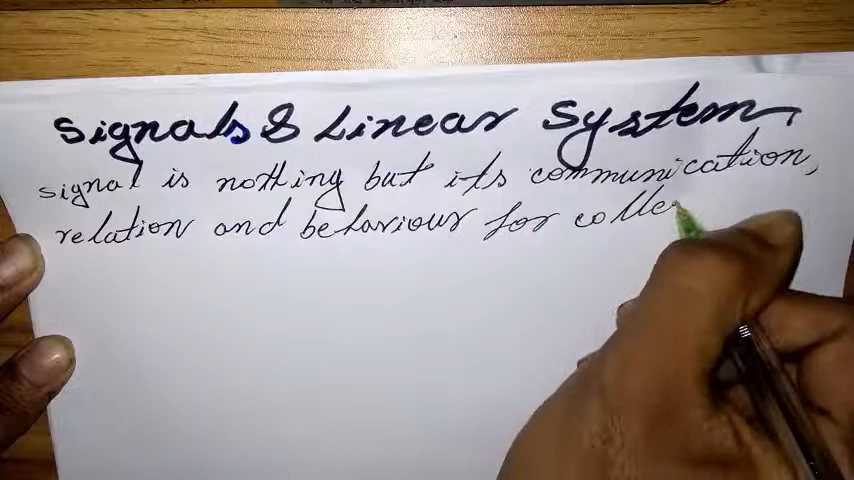 Signals & Linear System
signal is nothing but its communication,
relation and behaviour for colle